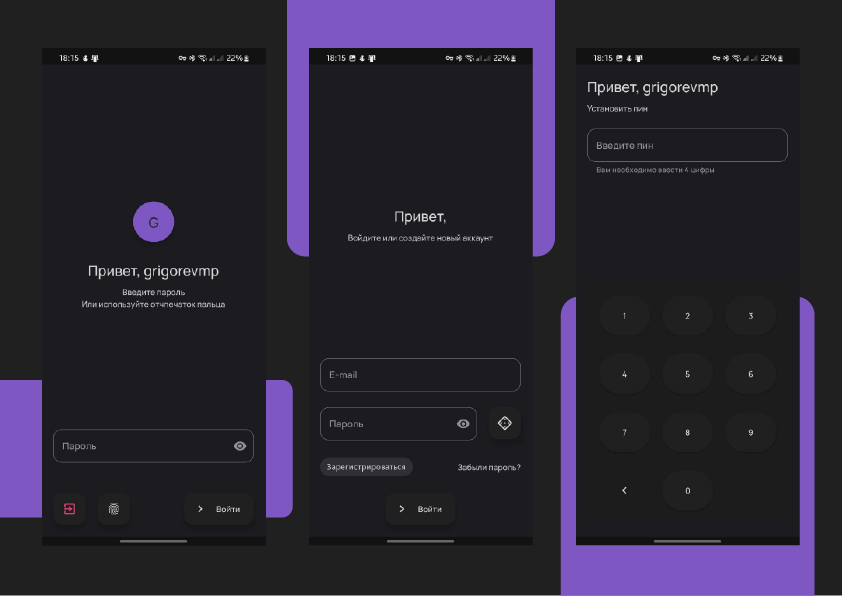 18:15
22%
G
Привет, grigorevmp
Введите пароль
Или используйте отчпечаток пальца
Пароль
Войти
18:15
22%
Привет,
Войдите или создайте новый аккаунт
E-mail
Пароль
Зарегистрироваться
Забыли пароль?
Войти
18:15
22%
Привет, grigorevmp
Установить пин
Введите пин
Вам необходимо ввести 4 цифры
1 2 3
4 5 6
7 8 9
0